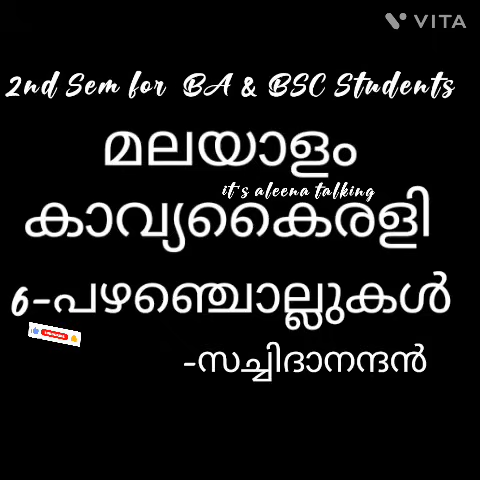 VITA
2nd Sem for BA & BSC Students
മലയാളം
it's aleena talking
കാവ്യകൈരളി
6-പഴഞ്ചൊല്ലുകൾ
-സച്ചിദാനന്ദൻ